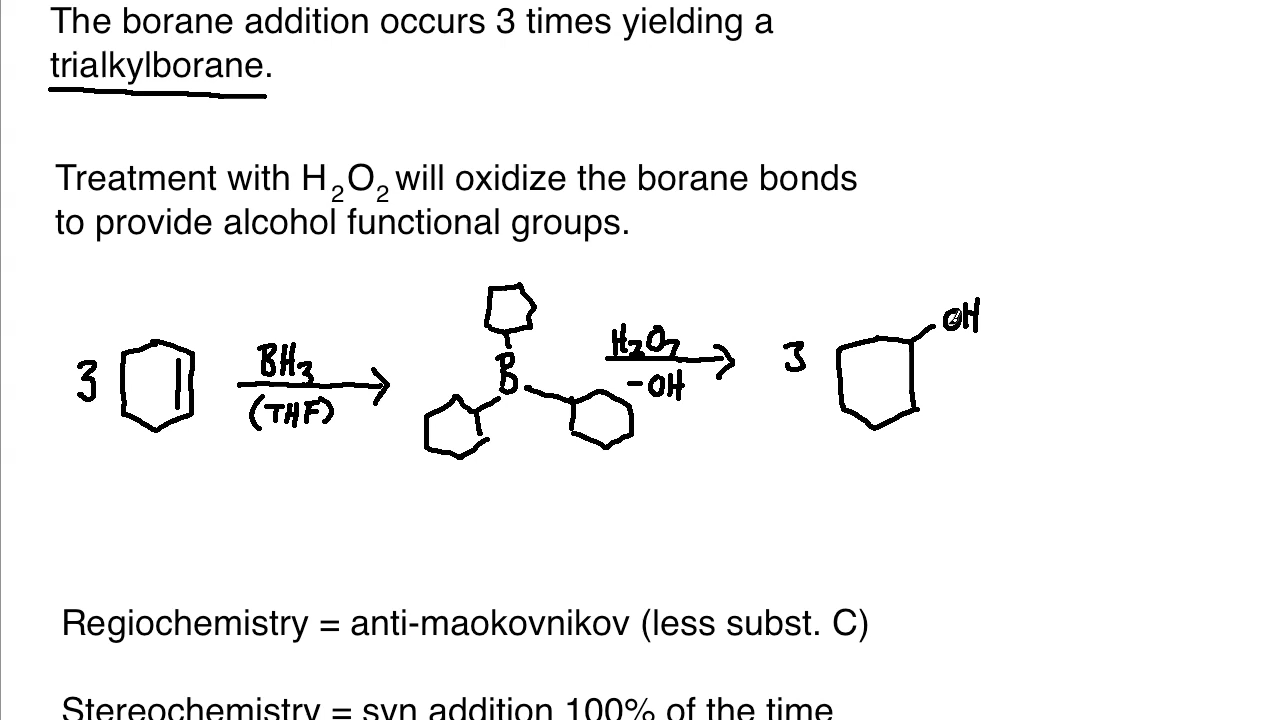 The borane addition occurs 3 times yielding a
trialkylborane.
Treatment with H₂O₂ will oxidize the borane bonds
to provide alcohol functional groups.
3 BH₃ (THF) B H₂O₂ -OH 3 OH
Regiochemistry = anti-maokovnikov (less subst. C)
Stereochemistry = syn addition 100% of the time